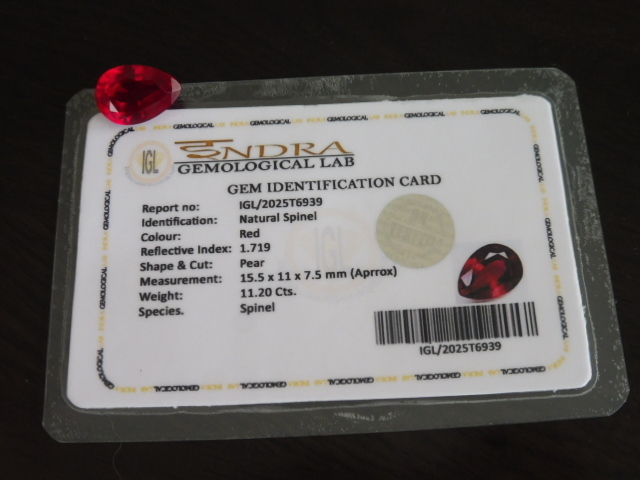 IGL
INDRA
GEMOLOGICAL LAB
GEM IDENTIFICATION CARD
Report no: IGL/2025T6939
Identification: Natural Spinel
Colour: Red
Reflective Index: 1.719
Shape & Cut: Pear
Measurement: 15.5 x 11 x 7.5 mm (Aprrox)
Weight: 11.20 Cts.
Species. Spinel
IGL/2025T6939